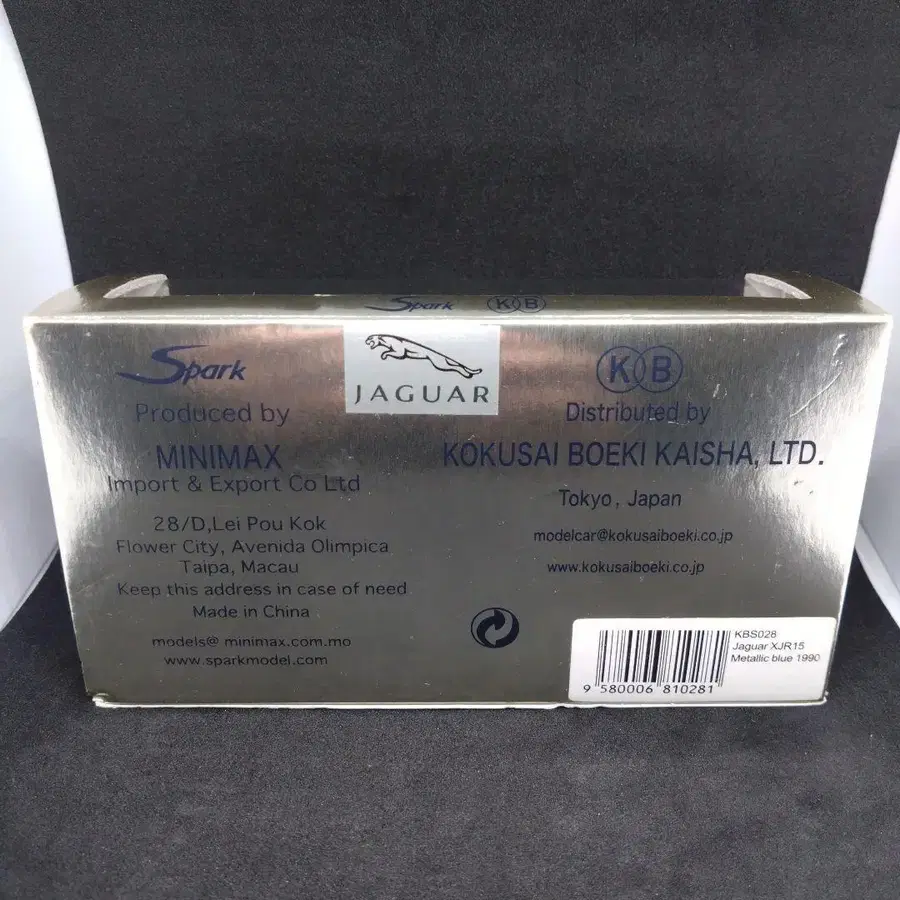 Spark KB
Spark
Produced by
MINIMAX
Import & Export Co Ltd
28/D,Lei Pou Kok
Flower City, Avenida Olimpica
Taipa, Macau
Keep this address in case of need
Made in China
models@ minimax.com.mo
www.sparkmodel.com
JAGUAR
KB
Distributed by
KOKUSAI BOEKI KAISHA, LTD.
Tokyo, Japan
modelcar@kokusaiboeki.co.jp
www.kokusaiboeki.co.jp
KBS028
Jaguar XJR15
Metallic blue 1990
9 580006 810281